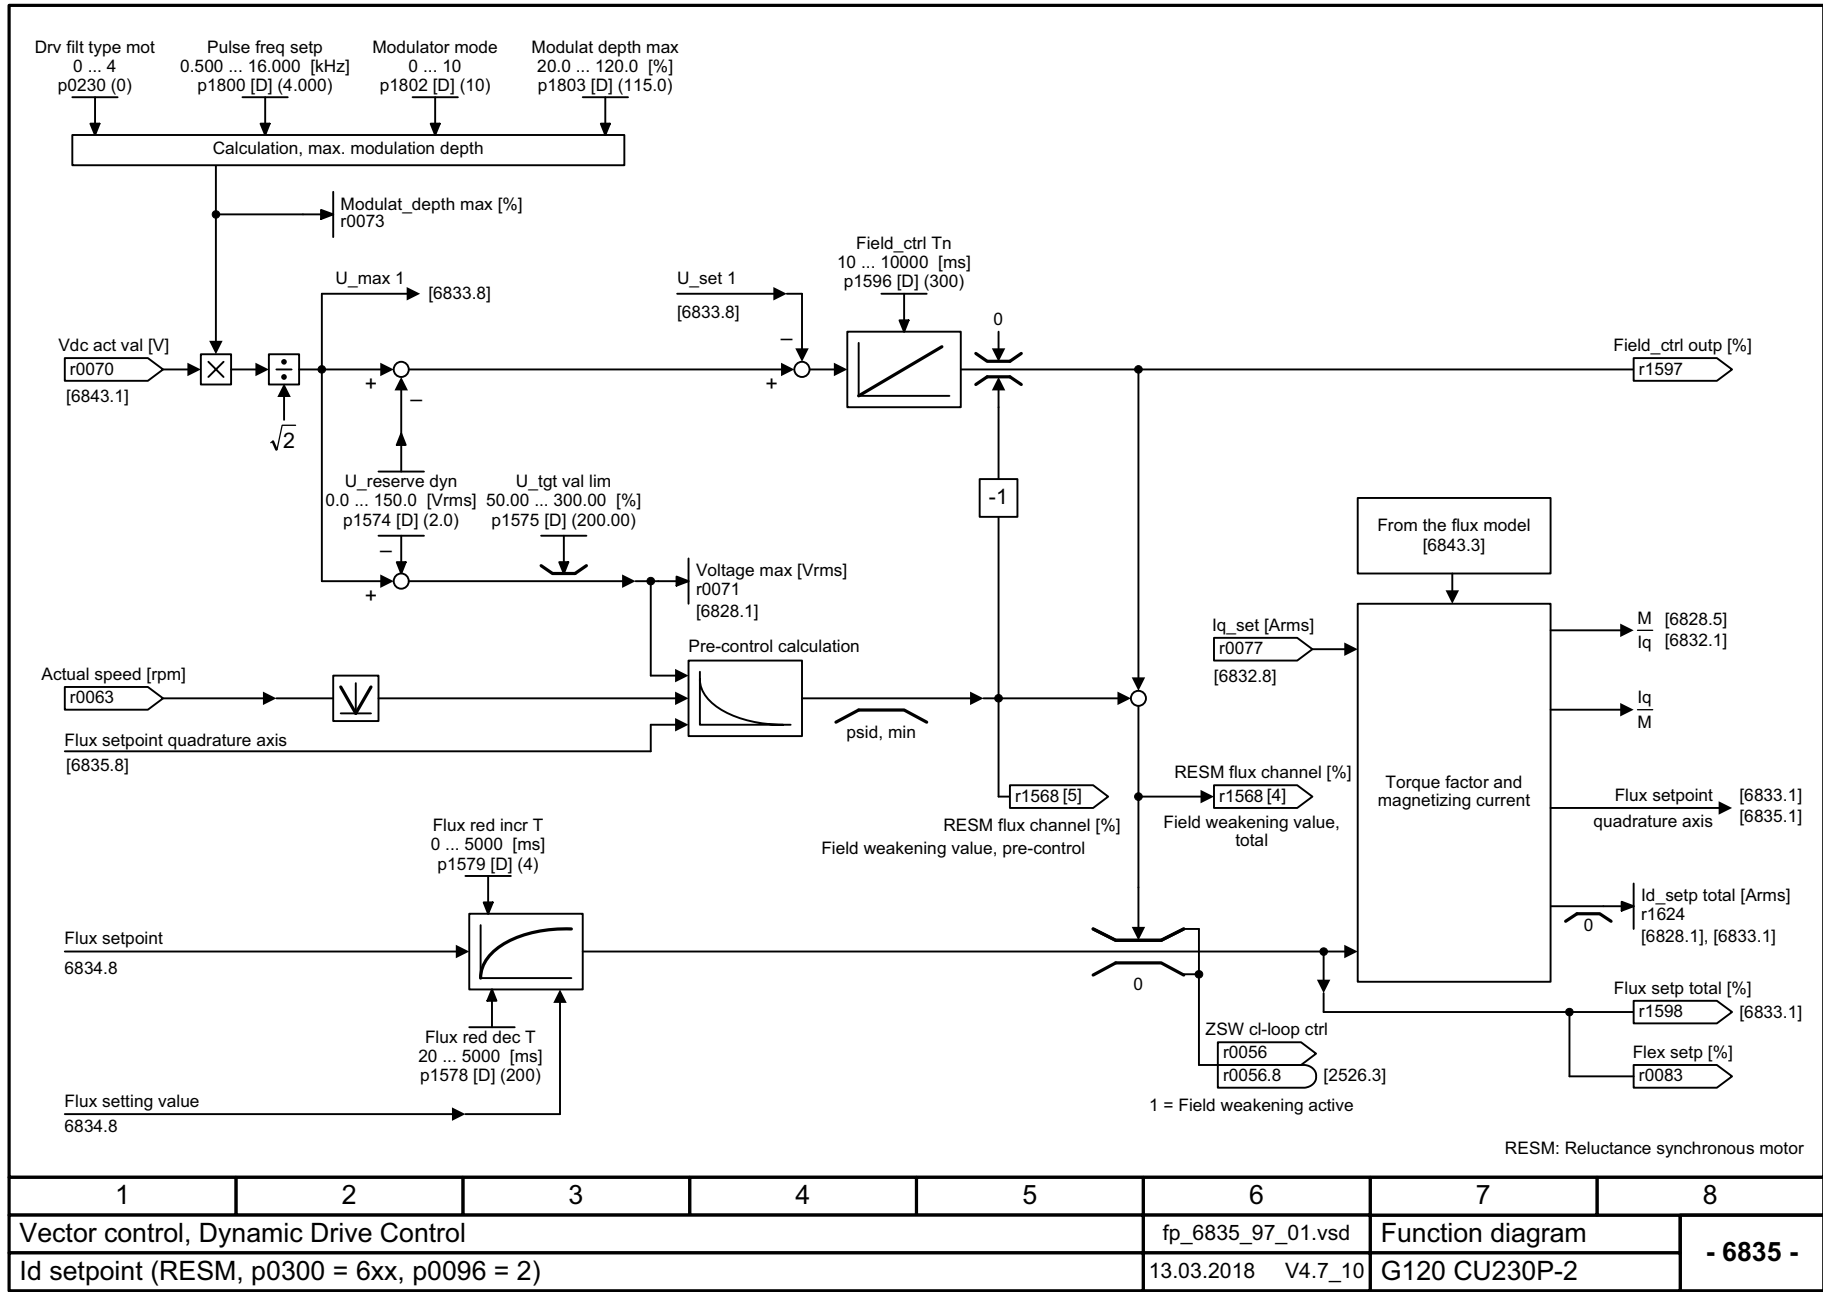 Drv filt type mot
0 ... 4
p0230 (0)
Pulse freq setp
0.500 ... 16.000 [kHz]
p1800 [D] (4.000)
Modulator mode
0 ... 10
p1802 [D] (10)
Modulat depth max
20.0 ... 120.0 [%]
p1803 [D] (115.0)
Calculation, max. modulation depth
Modulat_depth max [%]
r0073
Field_ctrl Tn
10 ... 10000 [ms]
p1596 [D] (300)
U_max 1
[6833.8]
U_set 1
[6833.8]
–
+
0
Vdc act val [V]
r0070
[6843.1]
×
÷
√2
+
–
Field_ctrl outp [%]
r1597
U_reserve dyn
0.0 ... 150.0 [Vrms]
p1574 [D] (2.0)
–
+
U_tgt val lim
50.00 ... 300.00 [%]
p1575 [D] (200.00)
-1
From the flux model
[6843.3]
Voltage max [Vrms]
r0071
[6828.1]
Iq_set [Arms]
r0077
[6832.8]
M
Iq
[6828.5]
[6832.1]
Pre-control calculation
Actual speed [rpm]
r0063
Iq
M
Flux setpoint quadrature axis
[6835.8]
psid, min
Torque factor and
magnetizing current
RESM flux channel [%]
r1568 [4]
Field weakening value,
total
r1568 [5]
RESM flux channel [%]
Field weakening value, pre-control
Flux setpoint
quadrature axis
[6833.1]
[6835.1]
Flux red incr T
0 ... 5000 [ms]
p1579 [D] (4)
Id_setp total [Arms]
r1624
[6828.1], [6833.1]
0
Flux setpoint
6834.8
0
Flux setp total [%]
r1598
[6833.1]
Flux red dec T
20 ... 5000 [ms]
p1578 [D] (200)
ZSW cl-loop ctrl
r0056
r0056.8
[2526.3]
1 = Field weakening active
Flex setp [%]
r0083
Flux setting value
6834.8
RESM: Reluctance synchronous motor
1 2 3 4 5 6 7 8
Vector control, Dynamic Drive Control
fp_6835_97_01.vsd
Function diagram
- 6835 -
Id setpoint (RESM, p0300 = 6xx, p0096 = 2)
13.03.2018 V4.7_10
G120 CU230P-2